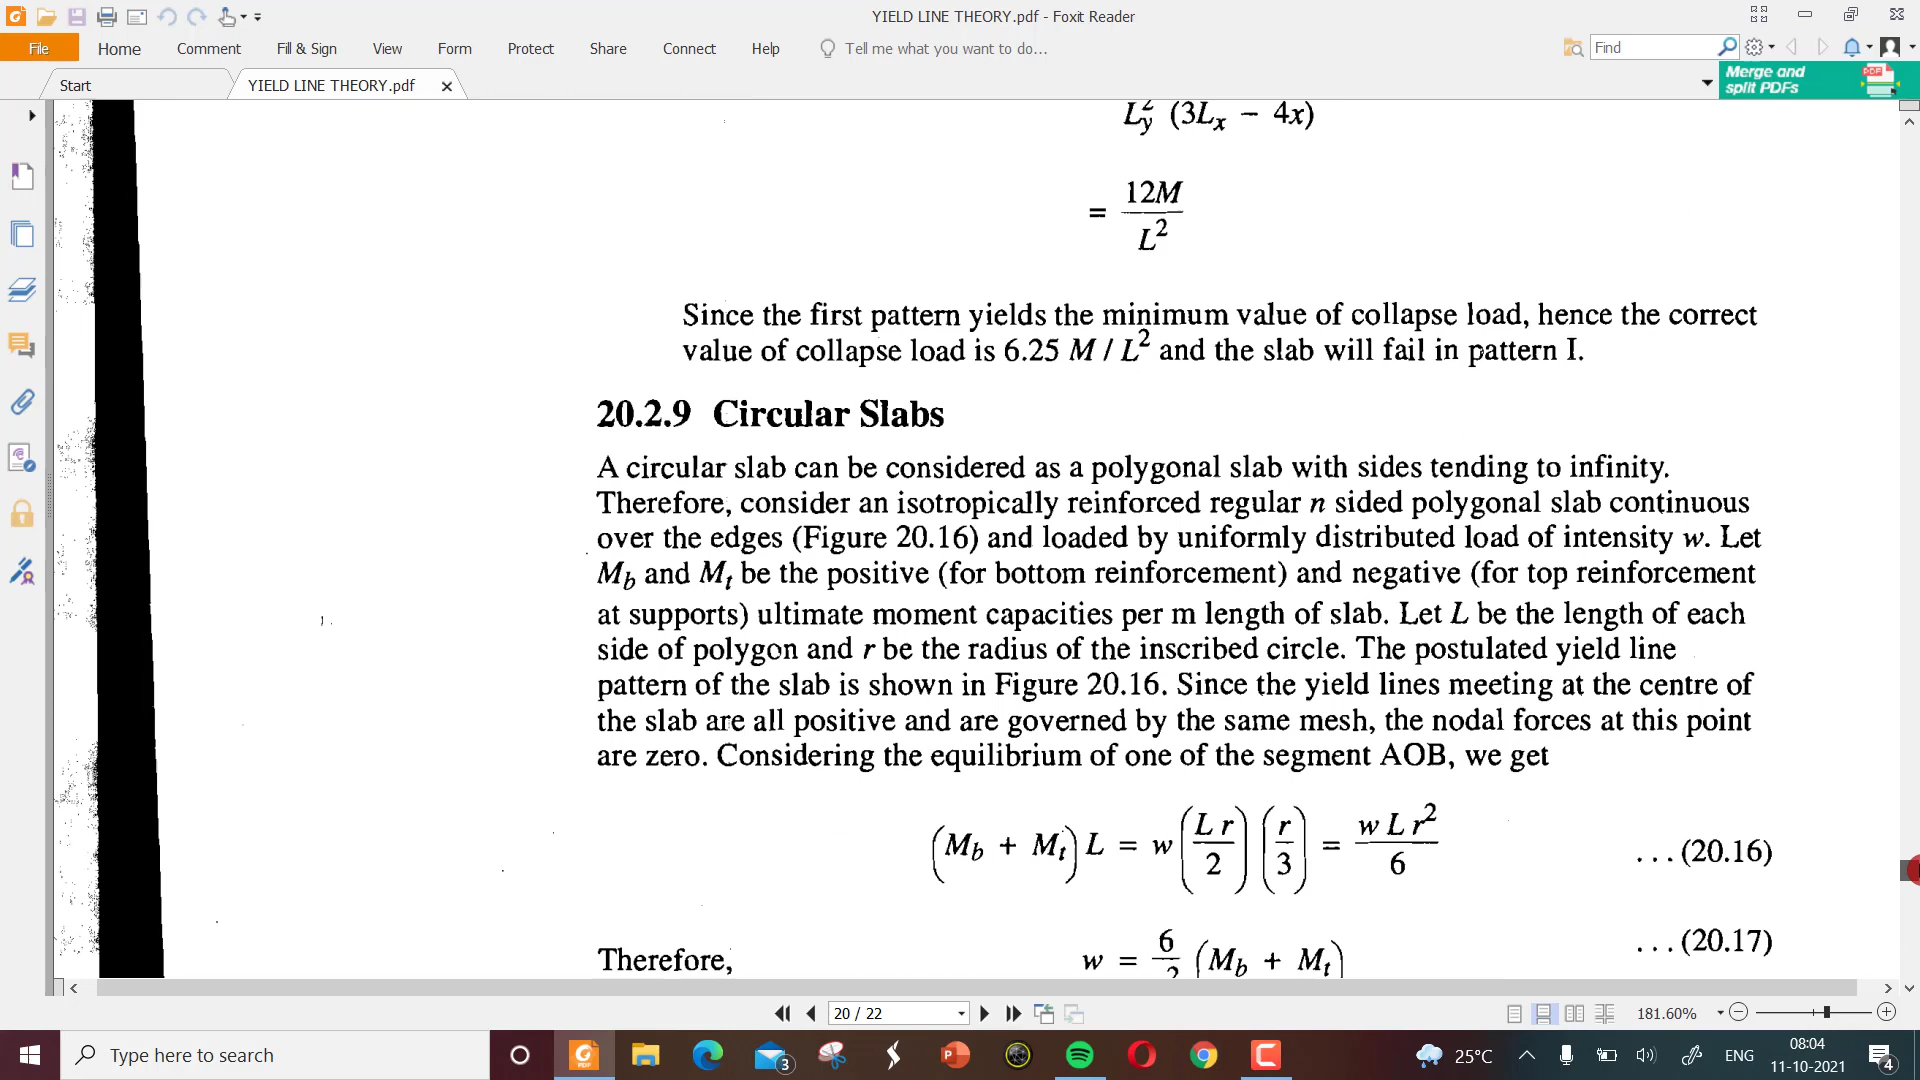 YIELD LINE THEORY.pdf - Foxit Reader
File Home Comment Fill & Sign View Form Protect Share Connect Help Tell me what you want to do... Find
Start YIELD LINE THEORY.pdf Merge and split PDFs
L_y^2 (3L_x - 4x)
= 12M / L^2
Since the first pattern yields the minimum value of collapse load, hence the correct
value of collapse load is 6.25 M / L^2 and the slab will fail in pattern I.
20.2.9 Circular Slabs
A circular slab can be considered as a polygonal slab with sides tending to infinity.
Therefore, consider an isotropically reinforced regular n sided polygonal slab continuous
over the edges (Figure 20.16) and loaded by uniformly distributed load of intensity w. Let
M_b and M_t be the positive (for bottom reinforcement) and negative (for top reinforcement
at supports) ultimate moment capacities per m length of slab. Let L be the length of each
side of polygon and r be the radius of the inscribed circle. The postulated yield line
pattern of the slab is shown in Figure 20.16. Since the yield lines meeting at the centre of
the slab are all positive and are governed by the same mesh, the nodal forces at this point
are zero. Considering the equilibrium of one of the segment AOB, we get
(M_b + M_t) L = w (L r / 2) (r / 3) = w L r^2 / 6 ...(20.16)
Therefore, w = 6 / 2 (M_b + M_t) ...(20.17)
20 / 22
181.60%
Type here to search
3
25°C
ENG
08:04
11-10-2021
4